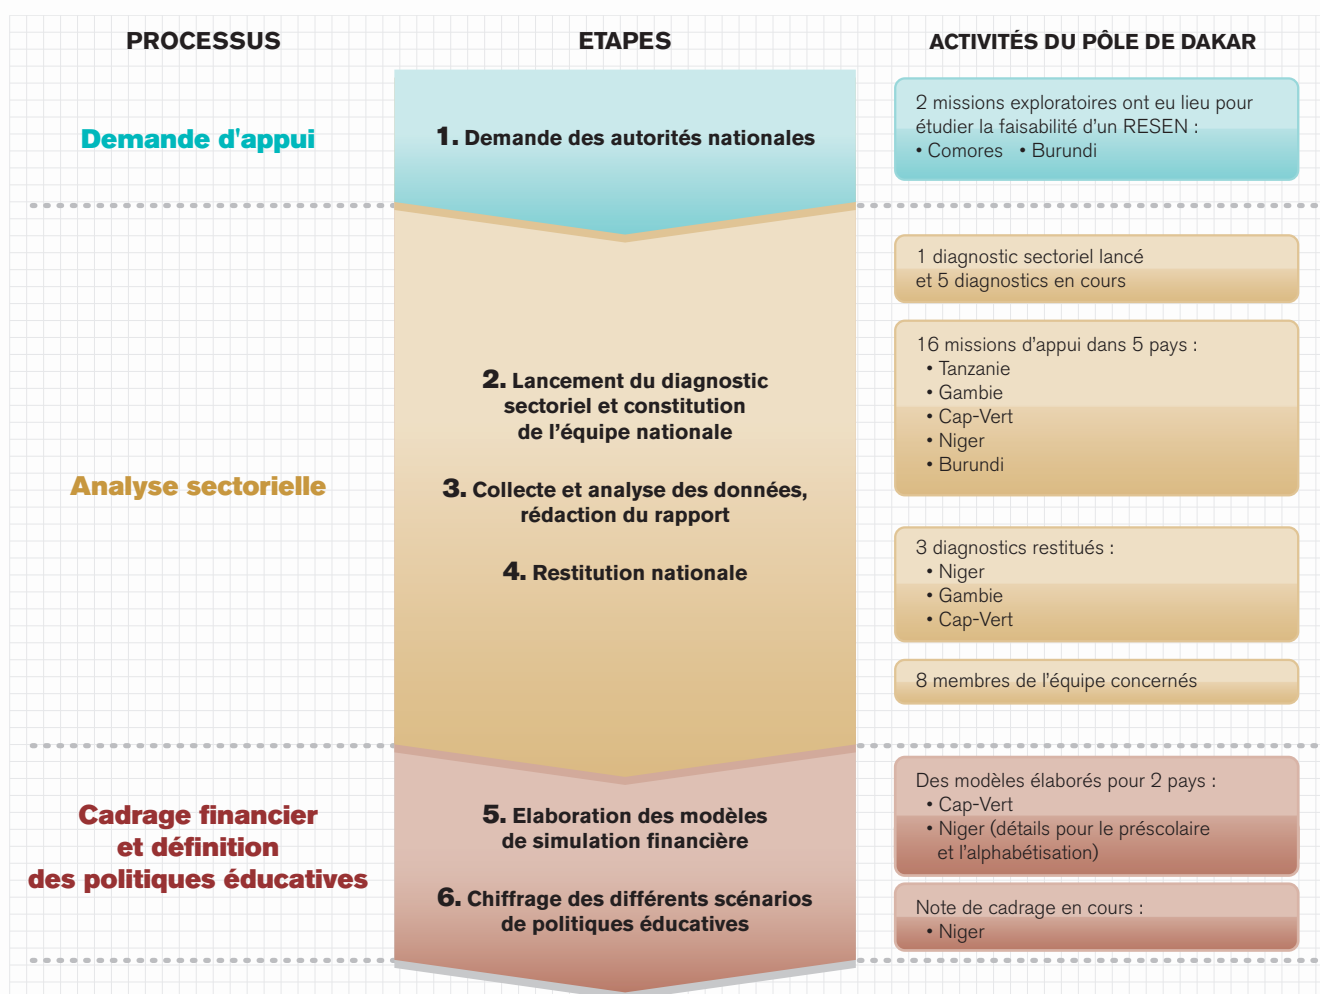 PROCESSUS
ETAPES
ACTIVITÉS DU PÔLE DE DAKAR
Demande d'appui
1. Demande des autorités nationales
2 missions exploratoires ont eu lieu pour
étudier la faisabilité d’un RESEN :
• Comores • Burundi
Analyse sectorielle
2. Lancement du diagnostic
sectoriel et constitution
de l’équipe nationale
3. Collecte et analyse des données,
rédaction du rapport
4. Restitution nationale
1 diagnostic sectoriel lancé
et 5 diagnostics en cours
16 missions d’appui dans 5 pays :
• Tanzanie
• Gambie
• Cap-Vert
• Niger
• Burundi
3 diagnostics restitués :
• Niger
• Gambie
• Cap-Vert
8 membres de l’équipe concernés
Cadrage financier
et définition
des politiques éducatives
5. Elaboration des modèles
de simulation financière
6. Chiffrage des différents scénarios
de politiques éducatives
Des modèles élaborés pour 2 pays :
• Cap-Vert
• Niger (détails pour le préscolaire
et l’alphabétisation)
Note de cadrage en cours :
• Niger